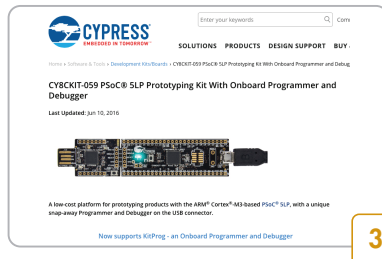 Enter your keywords
Com
CYPRESS
EMBEDDED IN TOMORROW™
SOLUTIONS PRODUCTS DESIGN SUPPORT BUY
Home » Software & Tools » Development Kits/Boards » CY8CKIT-059 PSoC® 5LP Prototyping Kit With Onboard Programmer and Debug
CY8CKIT-059 PSoC® 5LP Prototyping Kit With Onboard Programmer and
Debugger
Last Updated: Jun 10, 2016
A low-cost platform for prototyping products with the ARM® Cortex®-M3-based PSoC® 5LP, with a unique
snap-away Programmer and Debugger on the USB connector.
Now supports KitProg - an Onboard Programmer and Debugger
3